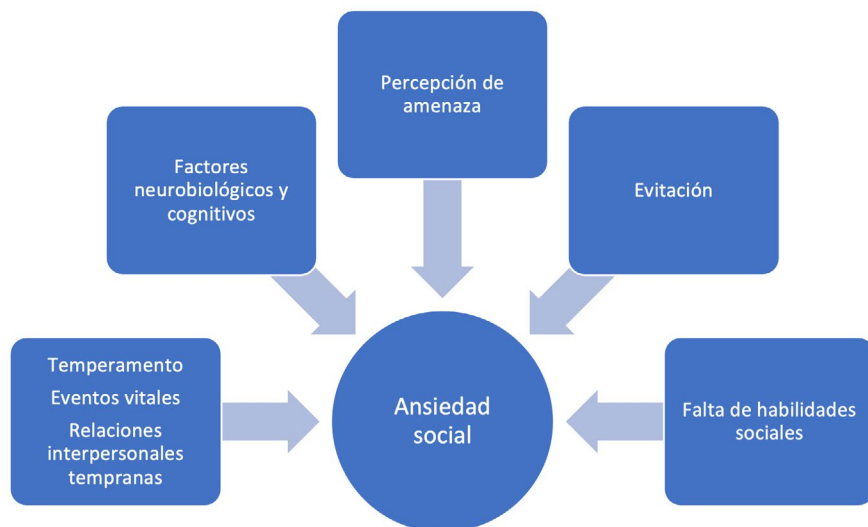 Percepción de
amenaza
Factores
neurobiológicos y
cognitivos
Evitación
Temperamento
Eventos vitales
Relaciones
interpersonales
tempranas
Ansiedad
social
Falta de habilidades
sociales